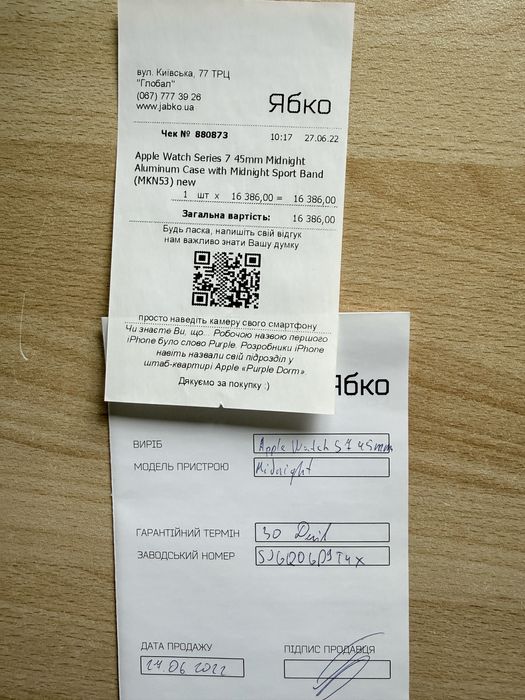 вул. Київська, 77 ТРЦ
"Глобал"
(067) 777 39 26
www.jabko.ua
Ябко
Чек № 880873 10:17 27.06.22
Apple Watch Series 7 45mm Midnight
Aluminum Case with Midnight Sport Band
(MKN53) new
1 шт x 16 386,00 = 16 386,00
Загальна вартість: 16 386,00
Будь ласка, напишіть свій відгук
нам важливо знати Вашу думку
просто наведіть камеру свого смартфону
Чи знаєте Ви, що... Робочою назвою першого
iPhone було слово Purple. Розробники iPhone
навіть назвали свій підрозділ у
штаб-квартирі Apple «Purple Dorm».
Дякуємо за покупку :)
Ябко
ВИРІБ Apple Watch S7 45mm
МОДЕЛЬ ПРИСТРОЮ Midnight
ГАРАНТІЙНИЙ ТЕРМІН 30
ЗАВОДСЬКИЙ НОМЕР
ДАТА ПРОДАЖУ ПІДПИС ПРОДАВЦЯ
27.06 2022